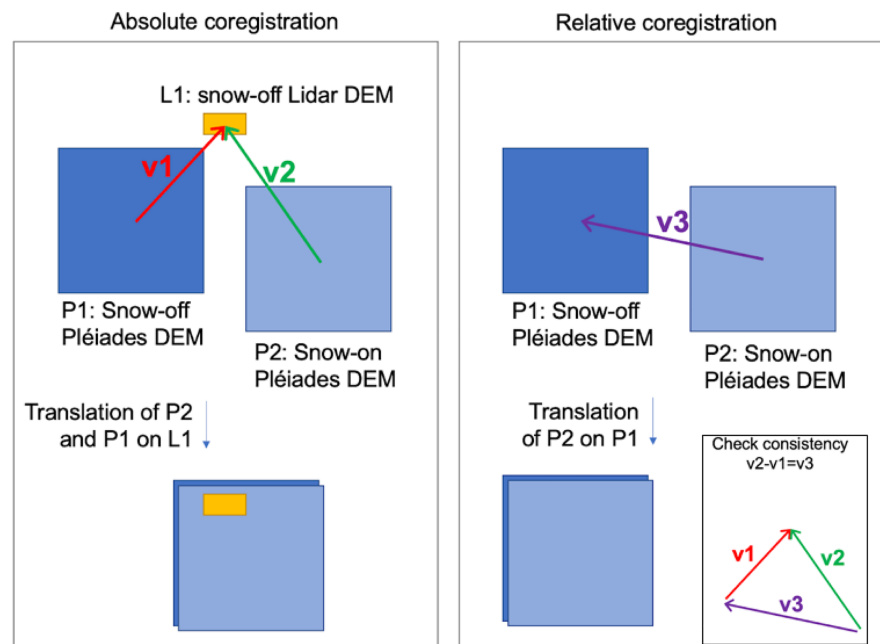 Absolute coregistration
L1: snow-off Lidar DEM
v1
v2
P1: Snow-off
Pléiades DEM
P2: Snow-on
Pléiades DEM
Translation of P2
and P1 on L1
Relative coregistration
v3
P1: Snow-off
Pléiades DEM
P2: Snow-on
Pléiades DEM
Translation
of P2 on P1
Check consistency
v2-v1=v3
v1
v2
v3